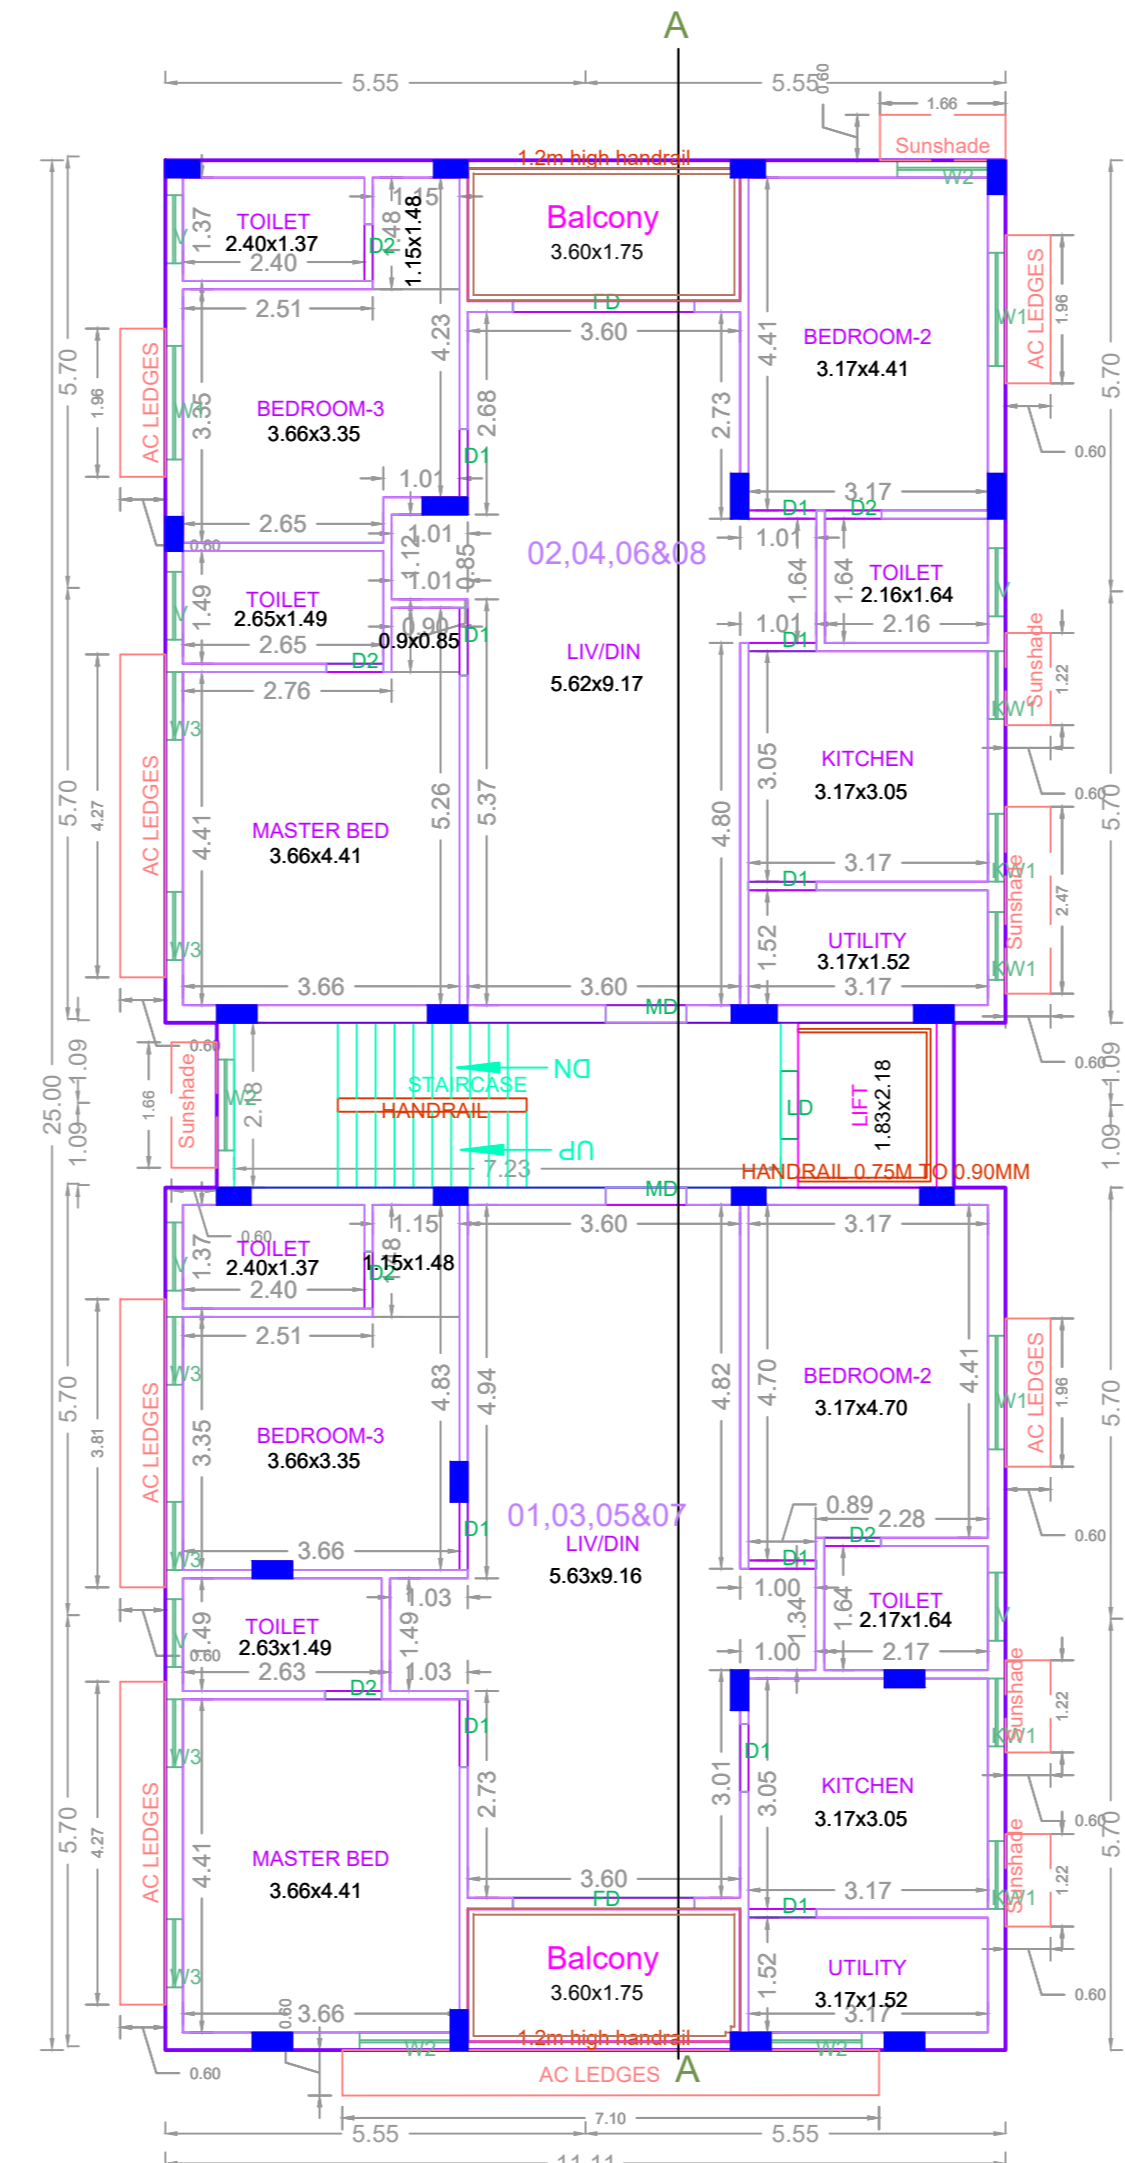 A
5.55
5.55
0.60
1.66
Sunshade
1.2m high handrail
W2
1.15
1.37
TOILET
2.40x1.37
2.40
V
D2
1.48
1.15x1.48
Balcony
3.60x1.75
FD
3.60
2.51
4.23
4.41
BEDROOM-2
3.17x4.41
W1
AC LEDGES
1.96
5.70
5.70
1.96
AC LEDGES
3.35
BEDROOM-3
3.66x3.35
2.68
2.73
0.60
D1
1.01
3.17
D1
D2
2.65
1.01
0.60
1.12
0.85
02,04,06&08
1.01
1.64
1.64
TOILET
2.16x1.64
V
1.49
TOILET
2.65x1.49
V
1.01
0.90
0.9x0.85
D1
2.65
D2
1.01
D1
2.16
Sunshade
1.22
LIV/DIN
5.62x9.17
2.76
W3
KW1
0.60
5.70
4.27
AC LEDGES
4.41
MASTER BED
3.66x4.41
5.26
5.37
4.80
3.05
KITCHEN
3.17x3.05
5.70
3.17
D1
KW1
Sunshade
2.47
W3
1.52
UTILITY
3.17x1.52
KW1
3.66
3.60
3.17
MD
0.60
0.60
25.00
1.09
1.09
1.66
Sunshade
W2
2.18
DN
STAIRCASE
HANDRAIL
UP
7.23
LD
LIFT
1.83x2.18
1.09
1.09
HANDRAIL 0.75M TO 0.90MM
MD
0.60
1.37
TOILET
2.40x1.37
2.40
V
1.15
1.15x1.48
D2
3.60
3.17
2.51
W3
5.70
3.81
AC LEDGES
3.35
BEDROOM-3
3.66x3.35
4.83
4.94
4.82
4.70
BEDROOM-2
3.17x4.70
4.41
W1
AC LEDGES
1.96
5.70
0.89
2.28
01,03,05&07
LIV/DIN
5.63x9.16
D1
D2
D1
0.60
W3
3.66
1.00
1.34
1.64
TOILET
2.17x1.64
V
1.03
1.49
TOILET
2.63x1.49
V
0.60
1.49
2.63
1.03
1.00
2.17
D2
D1
Sunshade
1.22
KW1
W3
D1
0.60
5.70
4.27
AC LEDGES
4.41
MASTER BED
3.66x4.41
2.73
3.01
3.05
KITCHEN
3.17x3.05
5.70
3.60
FD
3.17
D1
KW1
Sunshade
1.22
W3
Balcony
3.60x1.75
1.52
UTILITY
3.17x1.52
3.17
0.60
3.66
0.60
1.2m high handrail
W2
W2
0.60
AC LEDGES
A
7.10
5.55
5.55
11.11